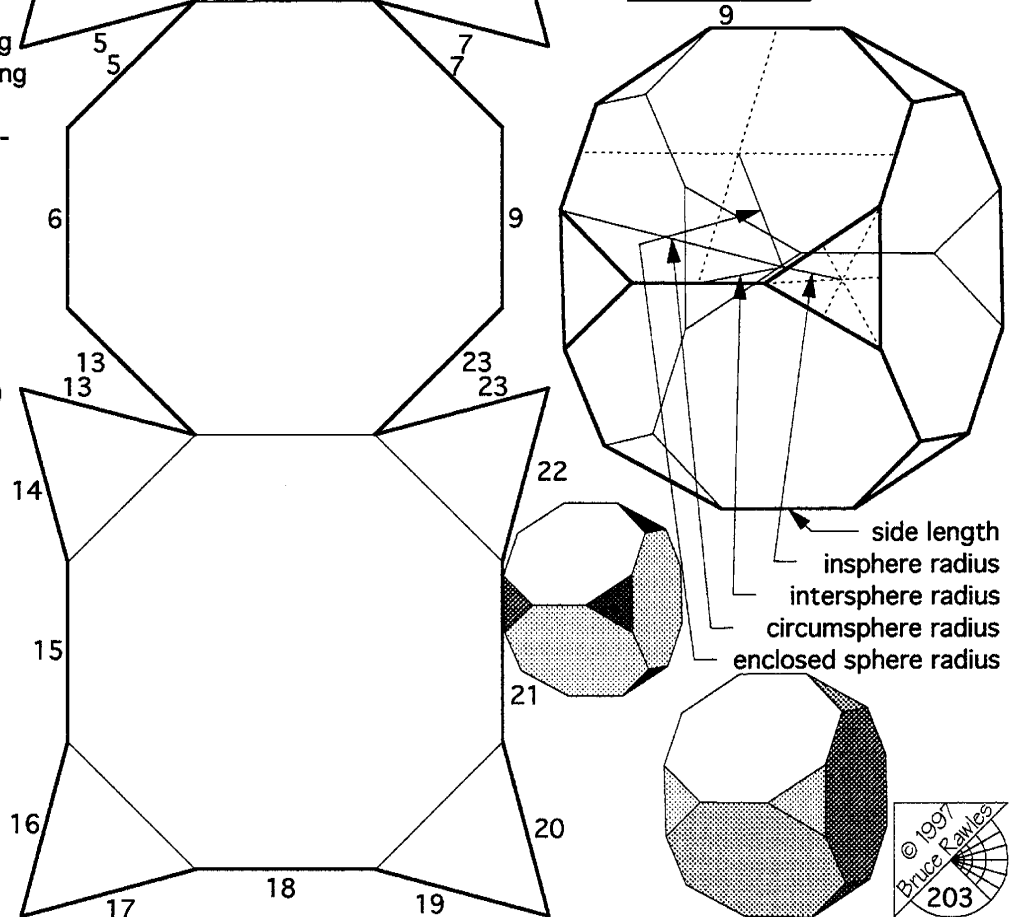 g
ng
-
5
5
7
7
6
9
13
13
23
23
14
22
15
21
16
20
17
18
19
9
side length
insphere radius
intersphere radius
circumsphere radius
enclosed sphere radius
© 1997
Bruce Rawles
203